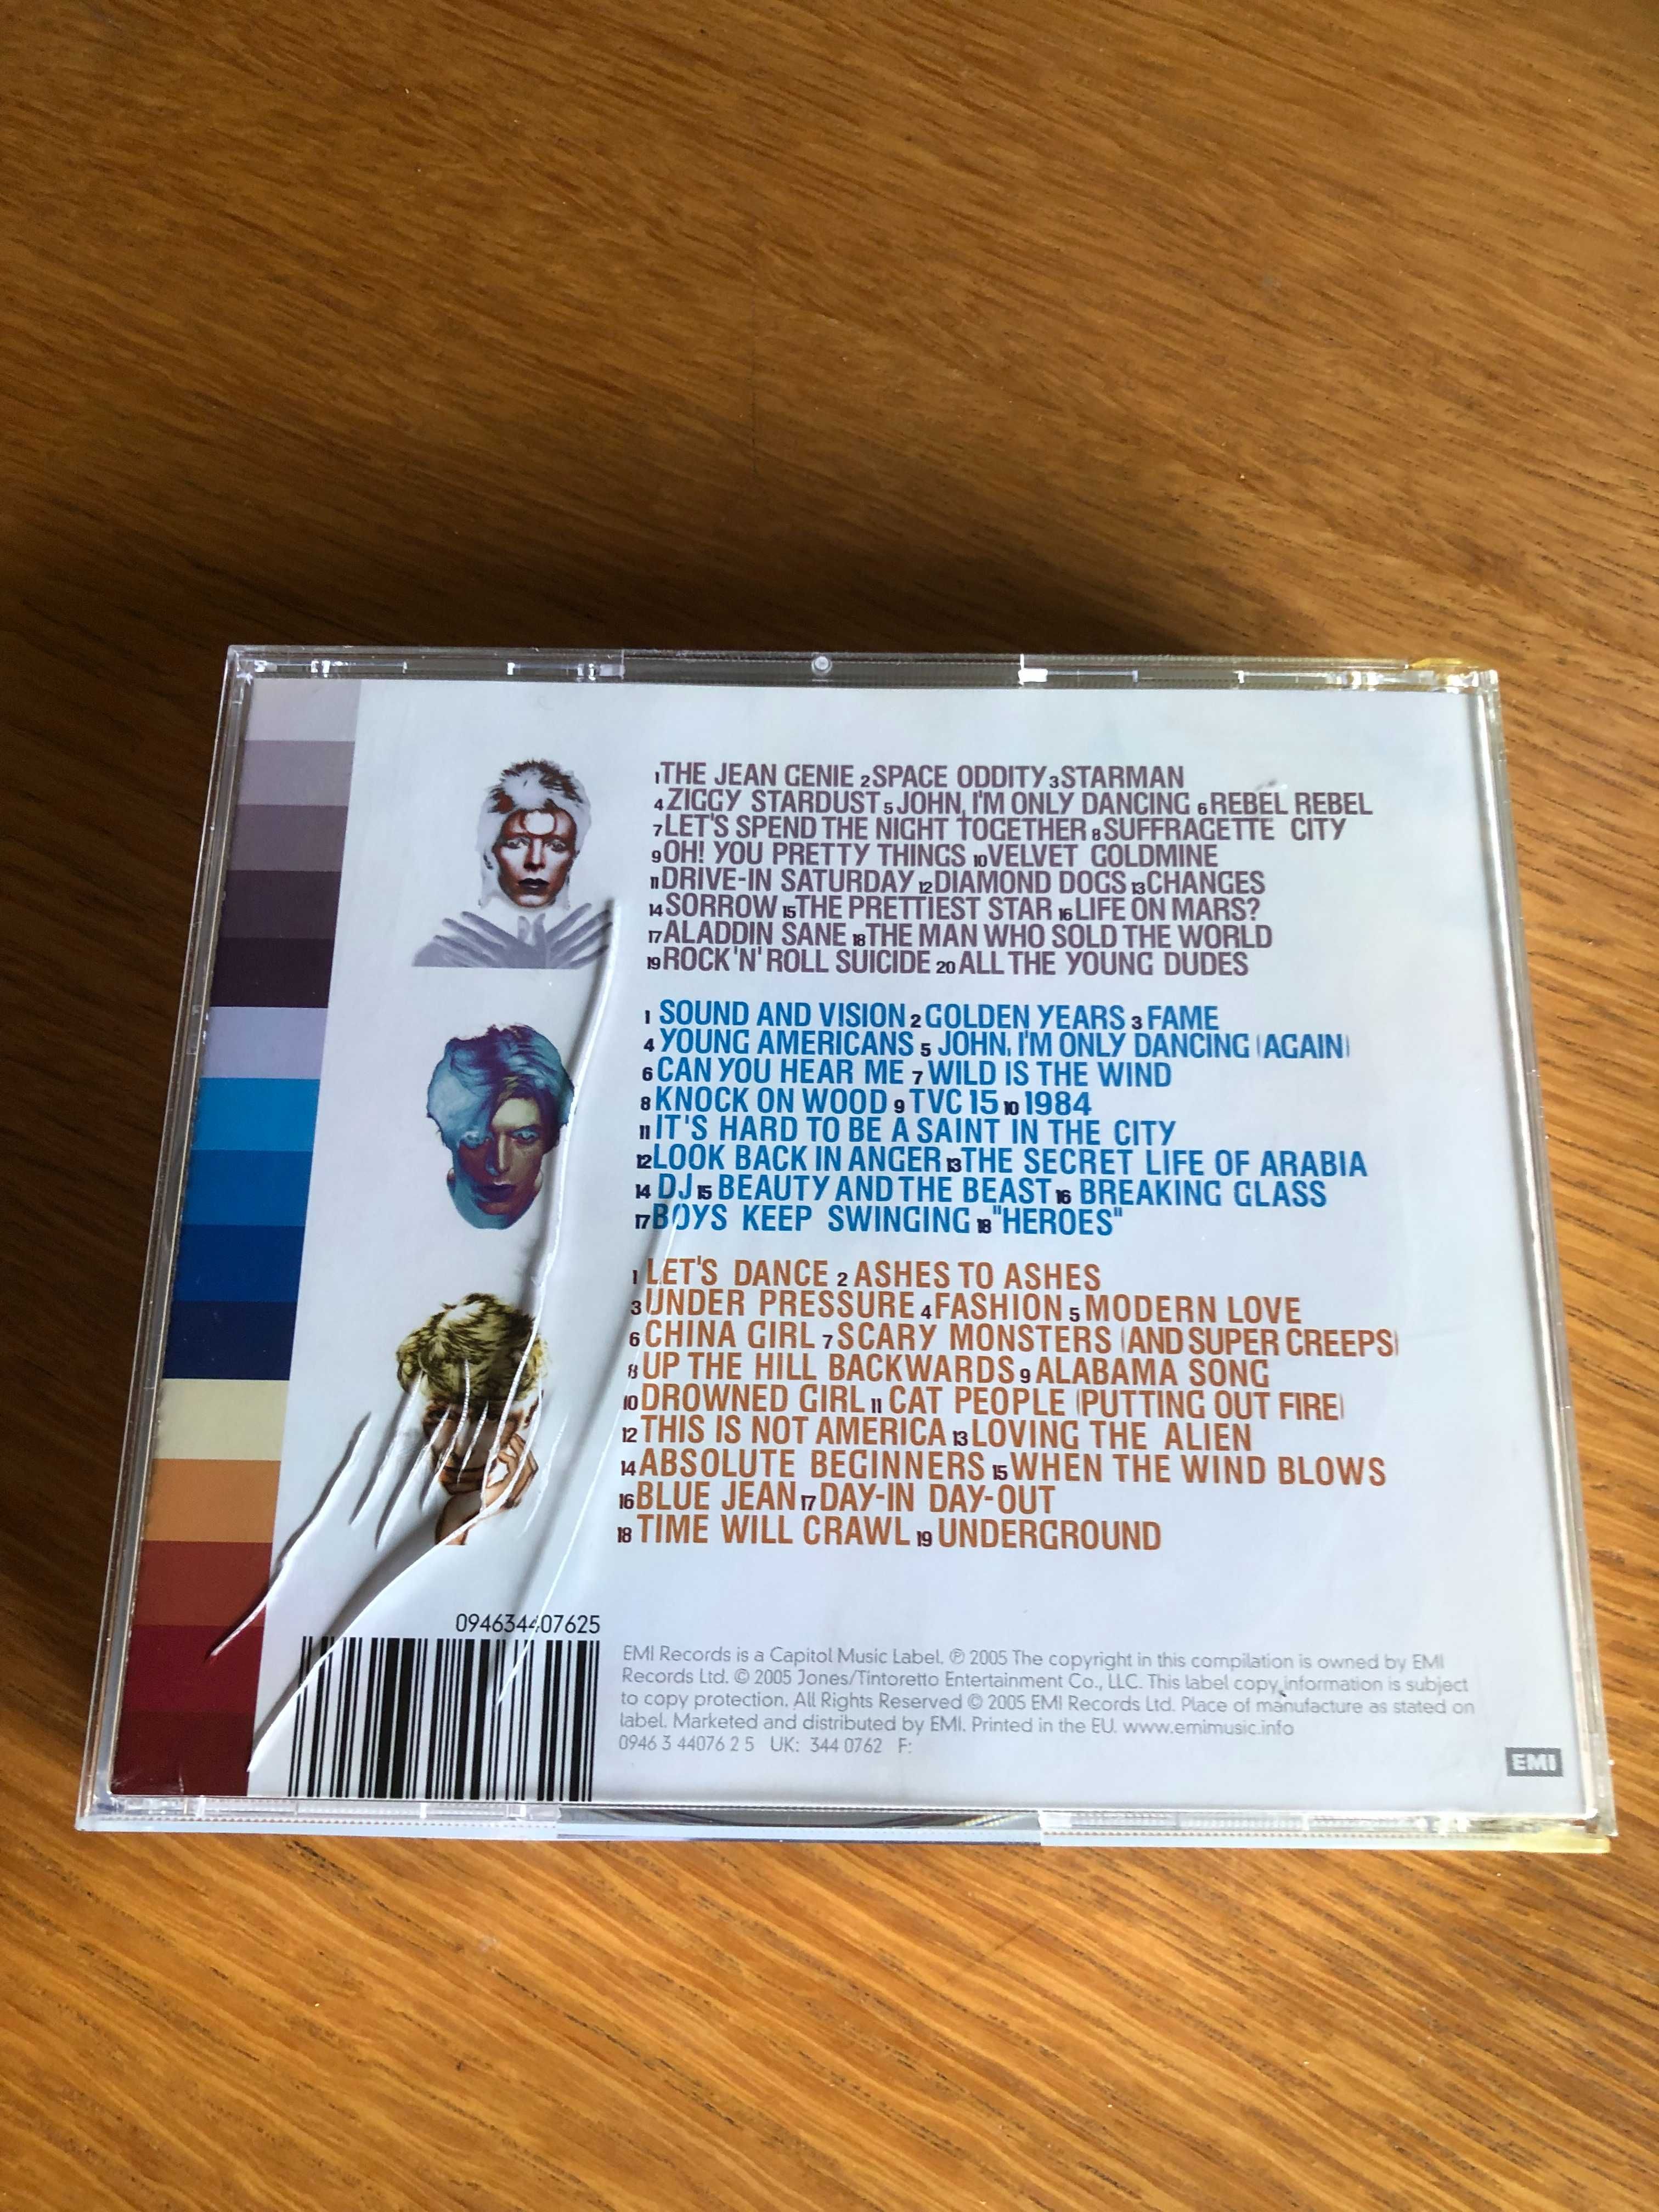 1 THE JEAN GENIE 2 SPACE ODDITY 3 STARMAN
4 ZIGGY STARDUST 5 JOHN, I'M ONLY DANCING 6 REBEL REBEL
7 LET'S SPEND THE NIGHT TOGETHER 8 SUFFRAGETTE CITY
9 OH! YOU PRETTY THINGS 10 VELVET GOLDMINE
11 DRIVE-IN SATURDAY 12 DIAMOND DOGS 13 CHANGES
14 SORROW 15 THE PRETTIEST STAR 16 LIFE ON MARS?
17 ALADDIN SANE 18 THE MAN WHO SOLD THE WORLD
19 ROCK'N'ROLL SUICIDE 20 ALL THE YOUNG DUDES
1 SOUND AND VISION 2 GOLDEN YEARS 3 FAME
4 YOUNG AMERICANS 5 JOHN, I'M ONLY DANCING (AGAIN)
6 CAN YOU HEAR ME 7 WILD IS THE WIND
8 KNOCK ON WOOD 9 TVC 15 10 1984
11 IT'S HARD TO BE A SAINT IN THE CITY
12 LOOK BACK IN ANGER 13 THE SECRET LIFE OF ARABIA
14 DJ 15 BEAUTY AND THE BEAST 16 BREAKING GLASS
17 BOYS KEEP SWINGING 18 "HEROES"
1 LET'S DANCE 2 ASHES TO ASHES
3 UNDER PRESSURE 4 FASHION 5 MODERN LOVE
6 CHINA GIRL 7 SCARY MONSTERS (AND SUPER CREEPS)
8 UP THE HILL BACKWARDS 9 ALABAMA SONG
10 DROWNED GIRL 11 CAT PEOPLE (PUTTING OUT FIRE)
12 THIS IS NOT AMERICA 13 LOVING THE ALIEN
14 ABSOLUTE BEGINNERS 15 WHEN THE WIND BLOWS
16 BLUE JEAN 17 DAY-IN DAY-OUT
18 TIME WILL CRAWL 19 UNDERGROUND
094634407625
EMI Records is a Capitol Music Label. ℗ 2005 The copyright in this compilation is owned by EMI
Records Ltd. © 2005 Jones/Tintoretto Entertainment Co., LLC. This label copy information is subject
to copy protection. All Rights Reserved © 2005 EMI Records Ltd. Place of manufacture as stated on
label. Marketed and distributed by EMI. Printed in the EU. www.emimusic.info
0946 3 44076 2 5 UK: 344 0762 F:
EMI